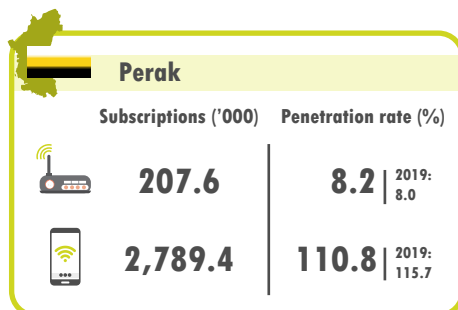 Perak
Subscriptions (’000) Penetration rate (%)
207.6 8.2 2019: 8.0
2,789.4 110.8 2019: 115.7